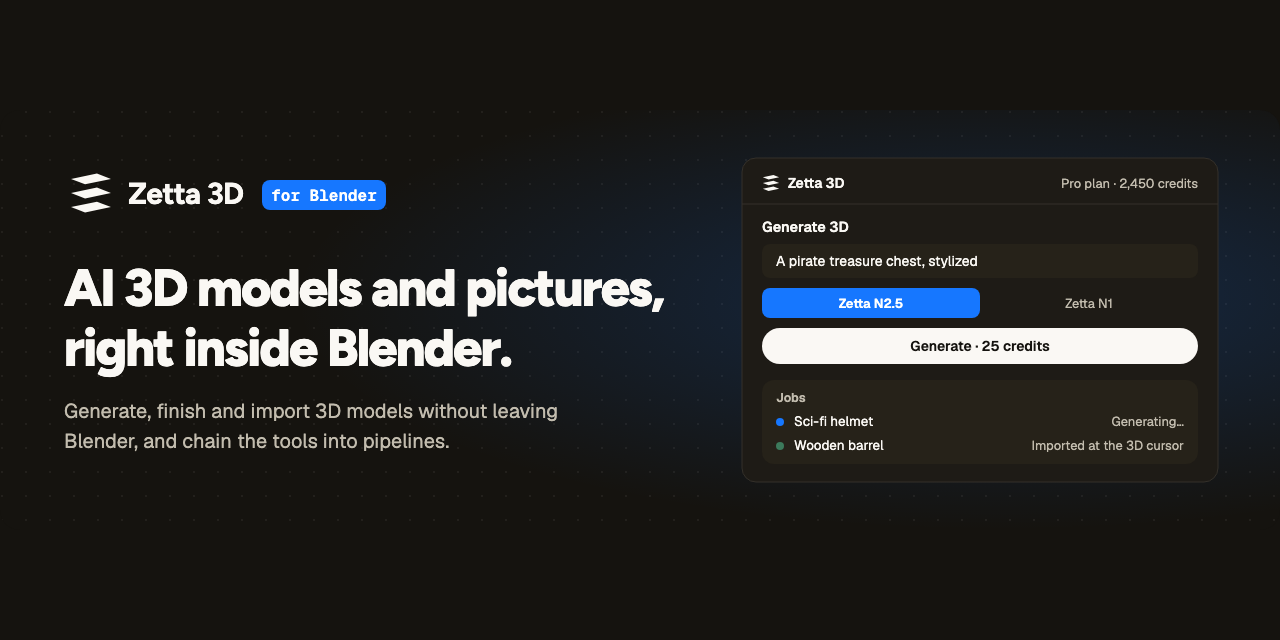 Zetta 3D for Blender
AI 3D models and pictures,
right inside Blender.
Generate, finish and import 3D models without leaving
Blender, and chain the tools into pipelines.
Zetta 3D Pro plan · 2,450 credits
Generate 3D
A pirate treasure chest, stylized
Zetta N2.5 Zetta N1
Generate · 25 credits
Jobs
Sci-fi helmet Generating…
Wooden barrel Imported at the 3D cursor